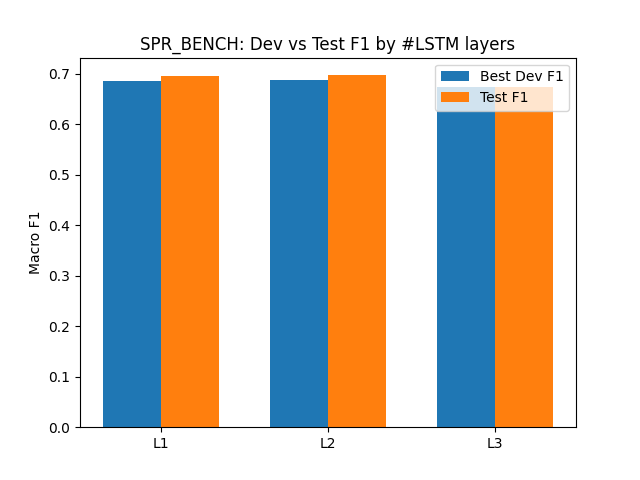 SPR_BENCH: Dev vs Test F1 by #LSTM layers
Best Dev F1
Test F1
Macro F1
0.7
0.6
0.5
0.4
0.3
0.2
0.1
0.0
L1 L2 L3